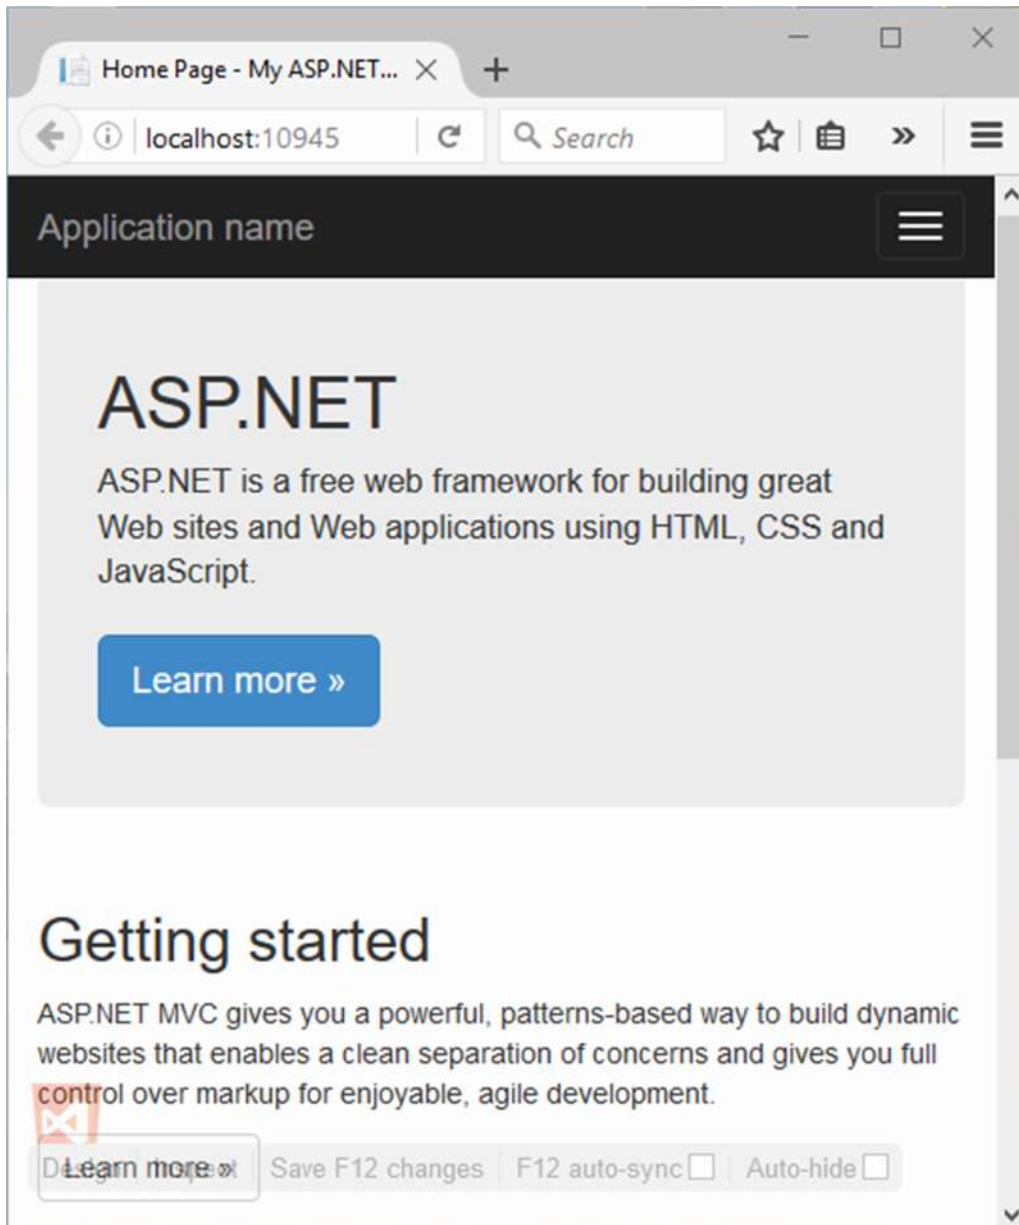 Home Page - My ASP.NET...
localhost:10945
Search
Application name
ASP.NET
ASP.NET is a free web framework for building great
Web sites and Web applications using HTML, CSS and
JavaScript.
Learn more »
Getting started
ASP.NET MVC gives you a powerful, patterns-based way to build dynamic
websites that enables a clean separation of concerns and gives you full
control over markup for enjoyable, agile development.
Learn more »
Design Inspect Save F12 changes F12 auto-sync Auto-hide